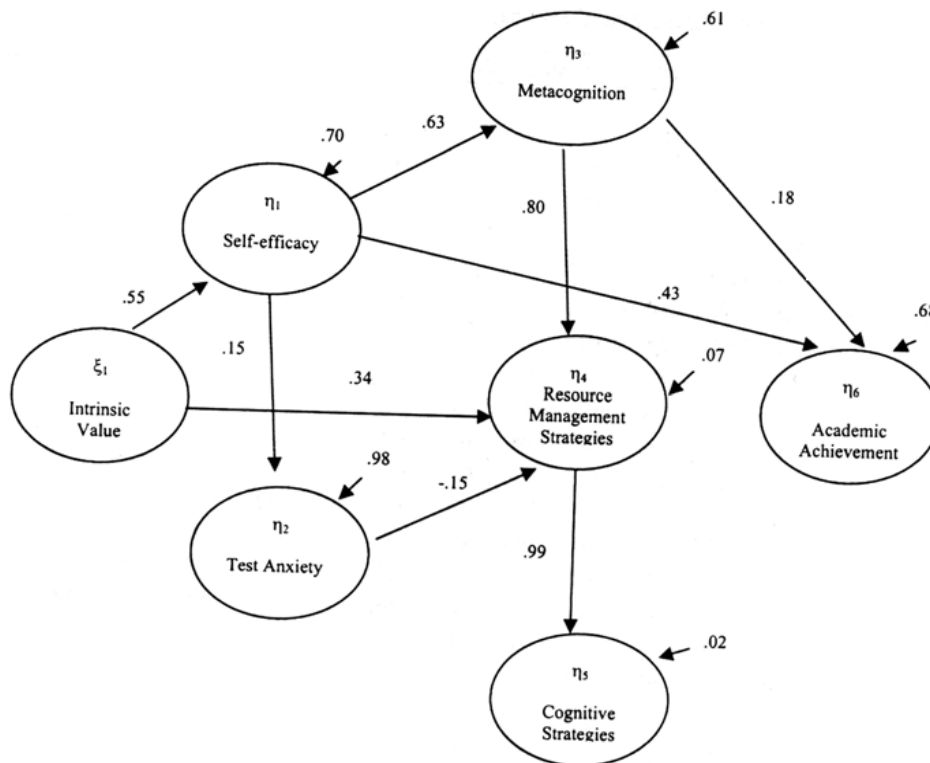 .61
η3
Metacognition
.70
.63
η1
Self-efficacy
.80
.18
.55
.15
.43
.68
ξ1
Intrinsic
Value
.34
η4
Resource
Management
Strategies
.07
η6
Academic
Achievement
.98
-.15
η2
Test Anxiety
.99
η5
Cognitive
Strategies
.02